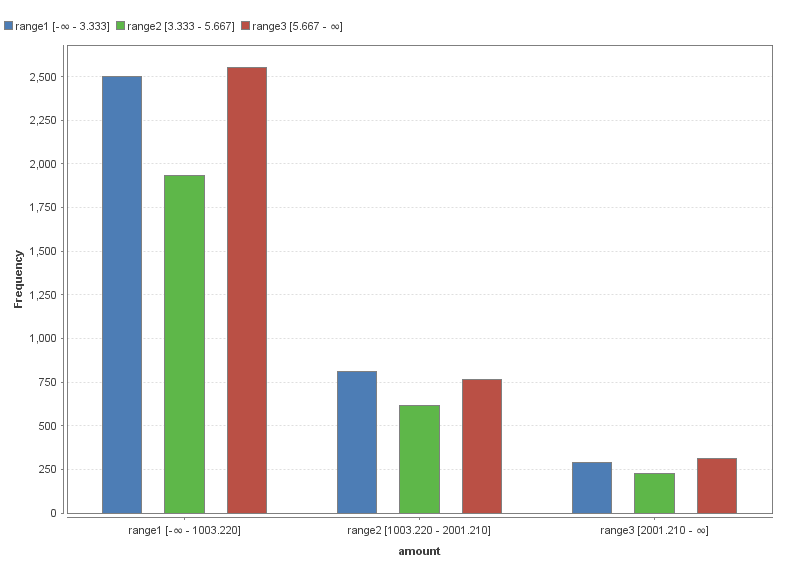 range1 [-∞ - 3.333] range2 [3.333 - 5.667] range3 [5.667 - ∞]
2,500
2,250
2,000
1,750
1,500
1,250
1,000
750
500
250
0
Frequency
range1 [-∞ - 1003.220] range2 [1003.220 - 2001.210] range3 [2001.210 - ∞]
amount